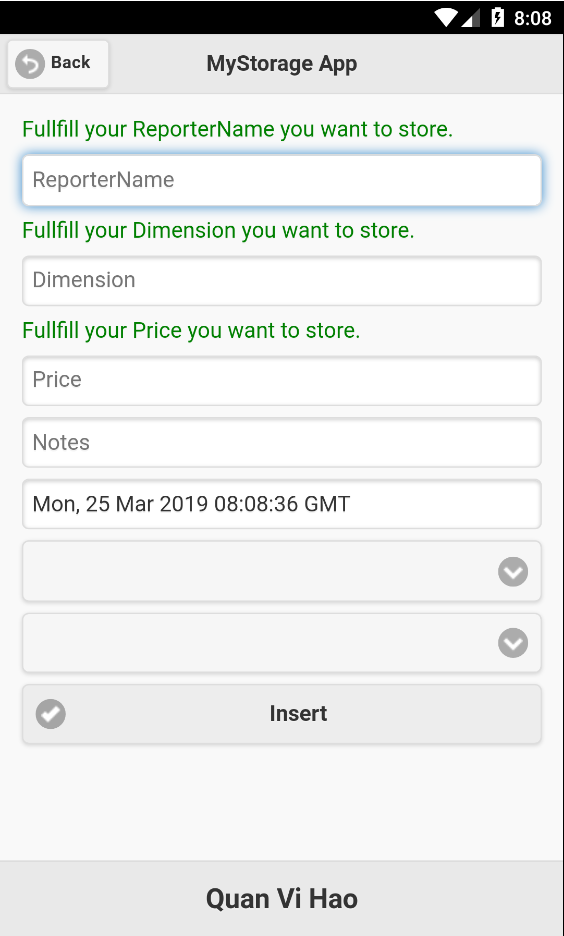 8:08
Back
MyStorage App
Fullfill your ReporterName you want to store.
ReporterName
Fullfill your Dimension you want to store.
Dimension
Fullfill your Price you want to store.
Price
Notes
Mon, 25 Mar 2019 08:08:36 GMT
Insert
Quan Vi Hao